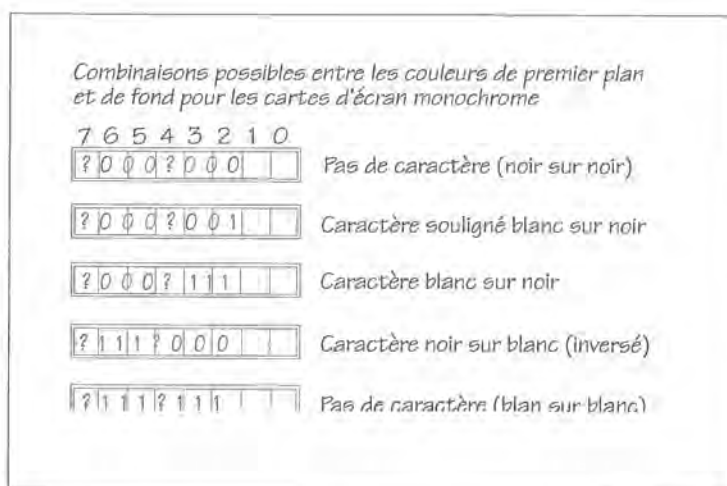 Combinaisons possibles entre les couleurs de premier plan
et de fond pour les cartes d'écran monochrome
7 6 5 4 3 2 1 0
? 0 0 0 ? 0 0 0 Pas de caractère (noir sur noir)
? 0 0 0 ? 0 0 1 Caractère souligné blanc sur noir
? 0 0 0 ? 1 1 1 Caractère blanc sur noir
? 1 1 1 ? 0 0 0 Caractère noir sur blanc (inversé)
? 1 1 1 ? 1 1 1 Pas de caractère (blan sur blanc)